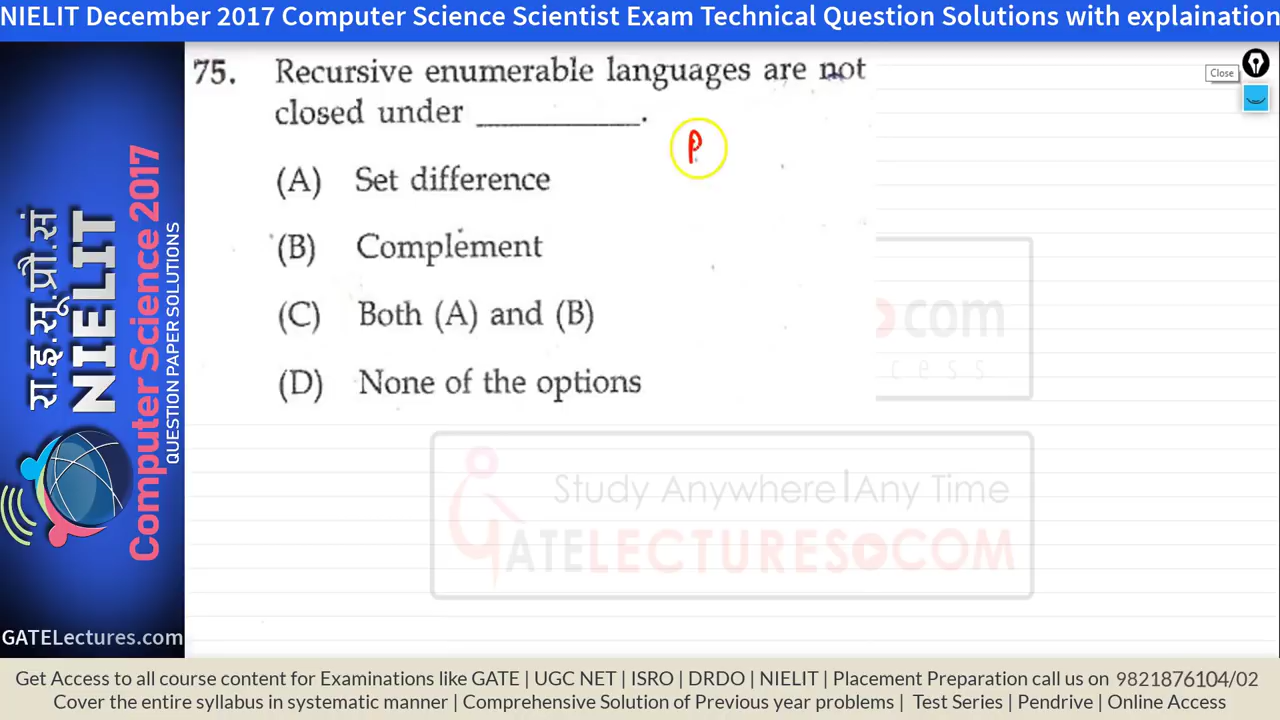 NIELIT December 2017 Computer Science Scientist Exam Technical Question Solutions with explaination
Close
रा.इ.सू.प्रौ.सं
NIELIT
Computer Science 2017
QUESTION PAPER SOLUTIONS
GATELectures.com
75. Recursive enumerable languages are not
closed under __________.
P
(A) Set difference
(B) Complement
(C) Both (A) and (B)
(D) None of the options
com
cess
Study Anywhere Any Time
GATELECTURES.COM
Get Access to all course content for Examinations like GATE | UGC NET | ISRO | DRDO | NIELIT | Placement Preparation call us on 9821876104/02
Cover the entire syllabus in systematic manner | Comprehensive Solution of Previous year problems | Test Series | Pendrive | Online Access